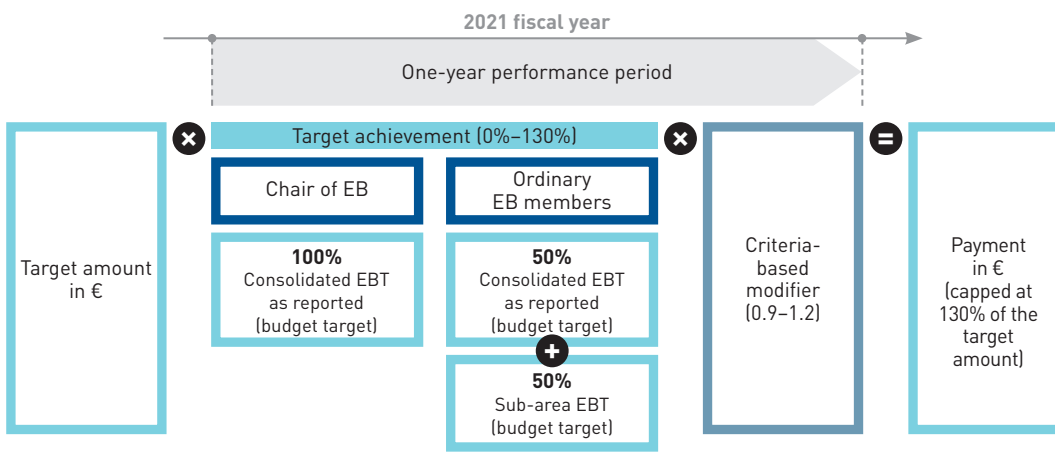 2021 fiscal year
One-year performance period
Target amount
in €
×
Target achievement (0%–130%)
Chair of EB
100%
Consolidated EBT
as reported
(budget target)
Ordinary
EB members
50%
Consolidated EBT
as reported
(budget target)
+
50%
Sub-area EBT
(budget target)
×
Criteria-
based
modifier
(0.9–1.2)
=
Payment
in €
(capped at
130% of the
target
amount)